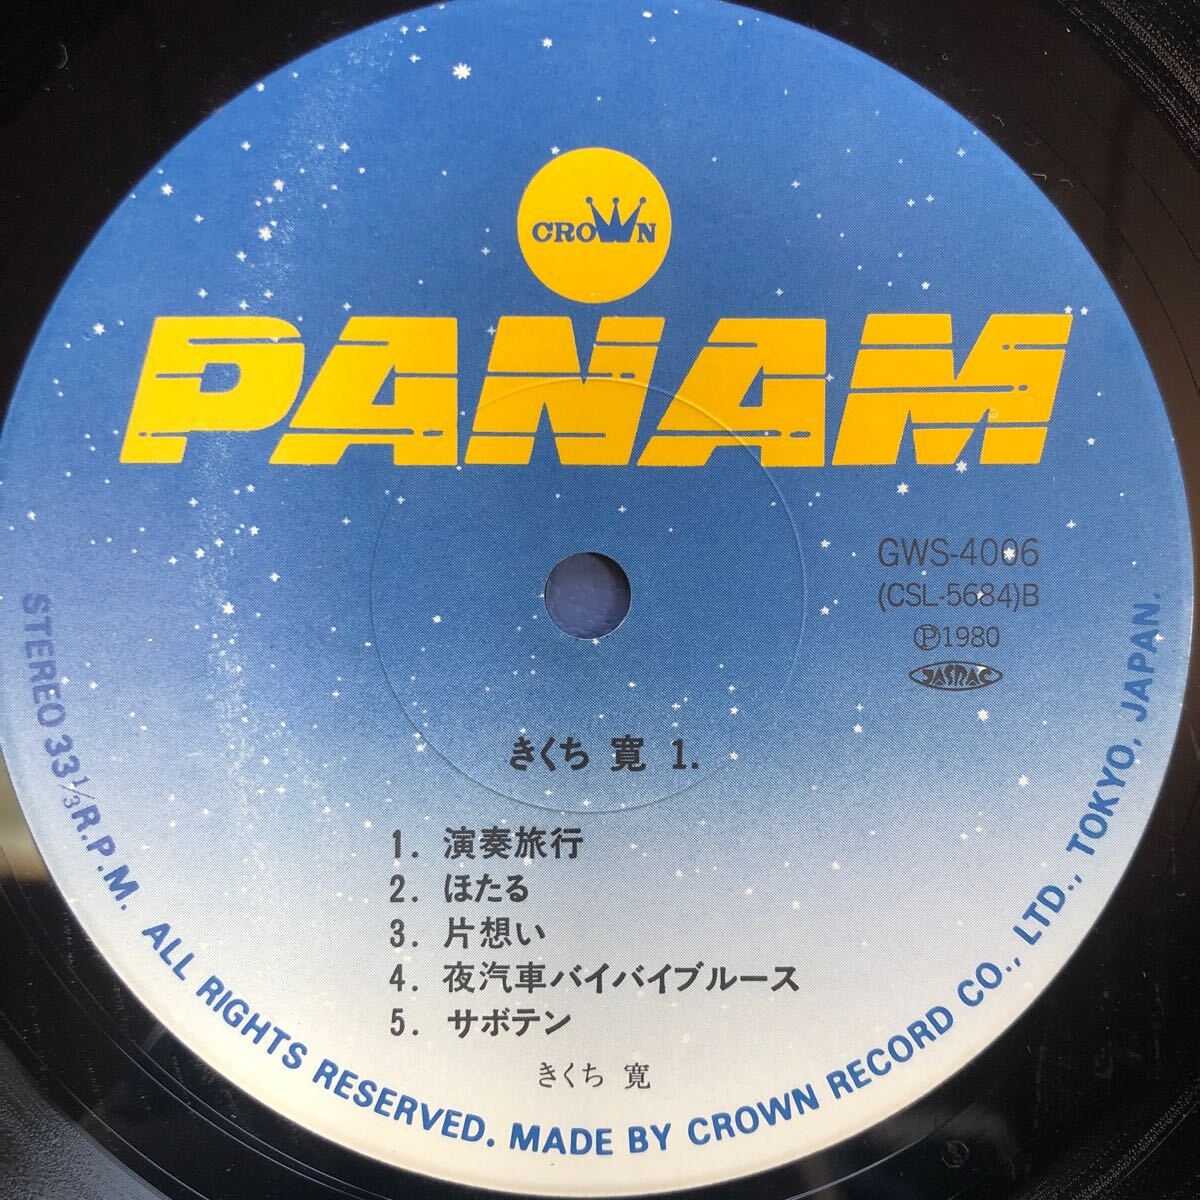 CROWN
PANAM
GWS-4006
(CSL-5684)B
Ⓟ1980
JASRAC
きくち 寛 1.
1. 演奏旅行
2. ほたる
3. 片想い
4. 夜汽車バイバイブルース
5. サボテン
きくち 寛
STEREO 33 1/3 R.P.M. ALL RIGHTS RESERVED. MADE BY CROWN RECORD CO., LTD., TOKYO, JAPAN.